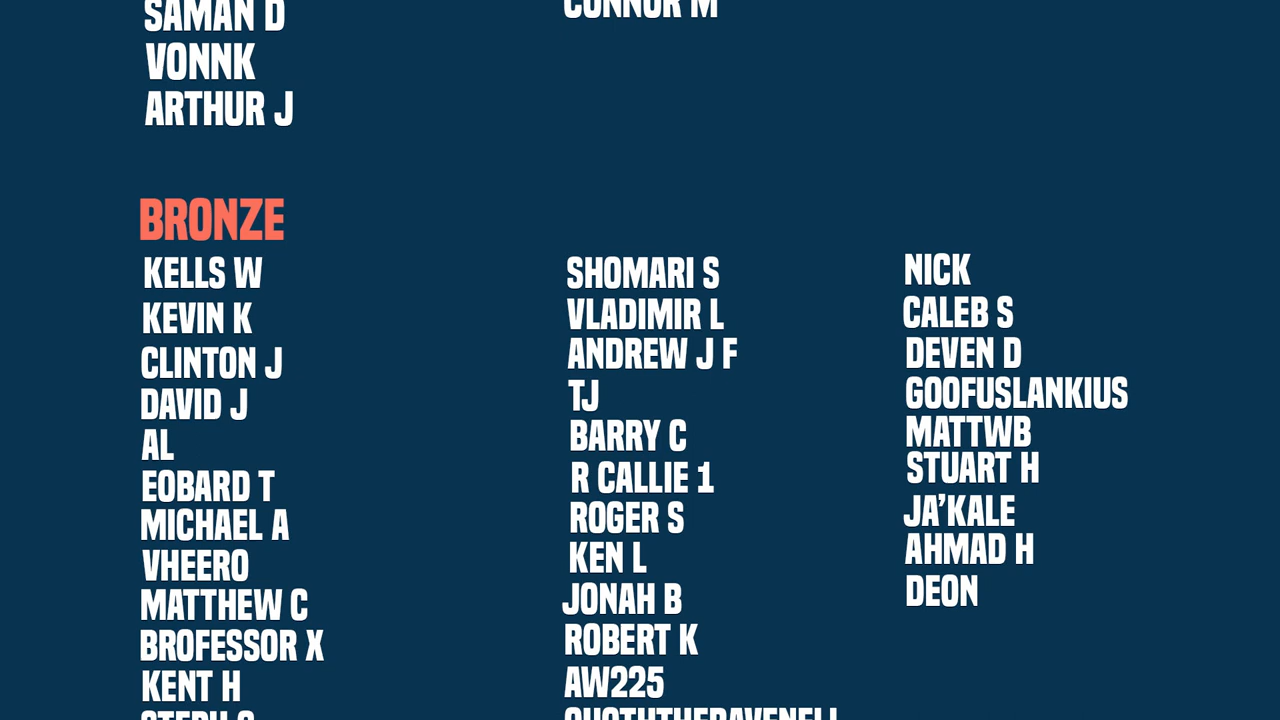 SAMAN D
VONNK
ARTHUR J
CONNOR M
BRONZE
KELLS W
KEVIN K
CLINTON J
DAVID J
AL
EOBARD T
MICHAEL A
VHEERO
MATTHEW C
BROFESSOR X
KENT H
SHOMARI S
VLADIMIR L
ANDREW J F
TJ
BARRY C
R CALLIE 1
ROGER S
KEN L
JONAH B
ROBERT K
AW225
NICK
CALEB S
DEVEN D
GOOFUSLANKIUS
MATTWB
STUART H
JA'KALE
AHMAD H
DEON